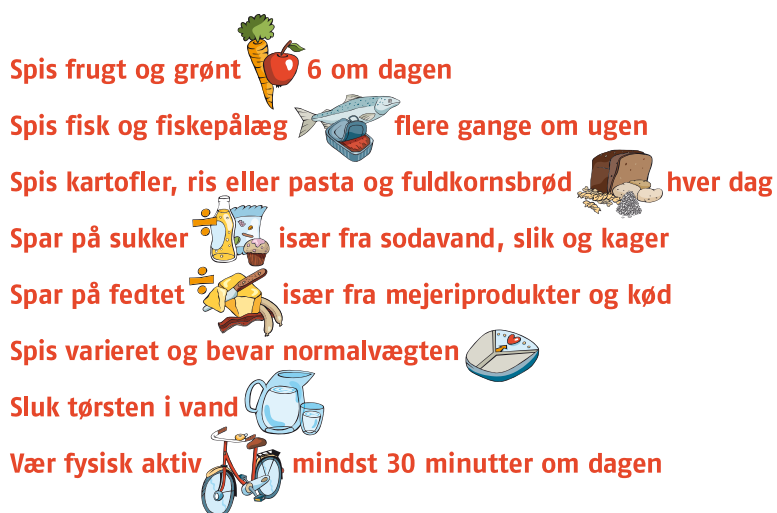 Spis frugt og grønt 6 om dagen
Spis fisk og fiskepålæg flere gange om ugen
Spis kartofler, ris eller pasta og fuldkornsbrød hver dag
Spar på sukker især fra sodavand, slik og kager
Spar på fedtet især fra mejeriprodukter og kød
Spis varieret og bevar normalvægten
Sluk tørsten i vand
Vær fysisk aktiv mindst 30 minutter om dagen